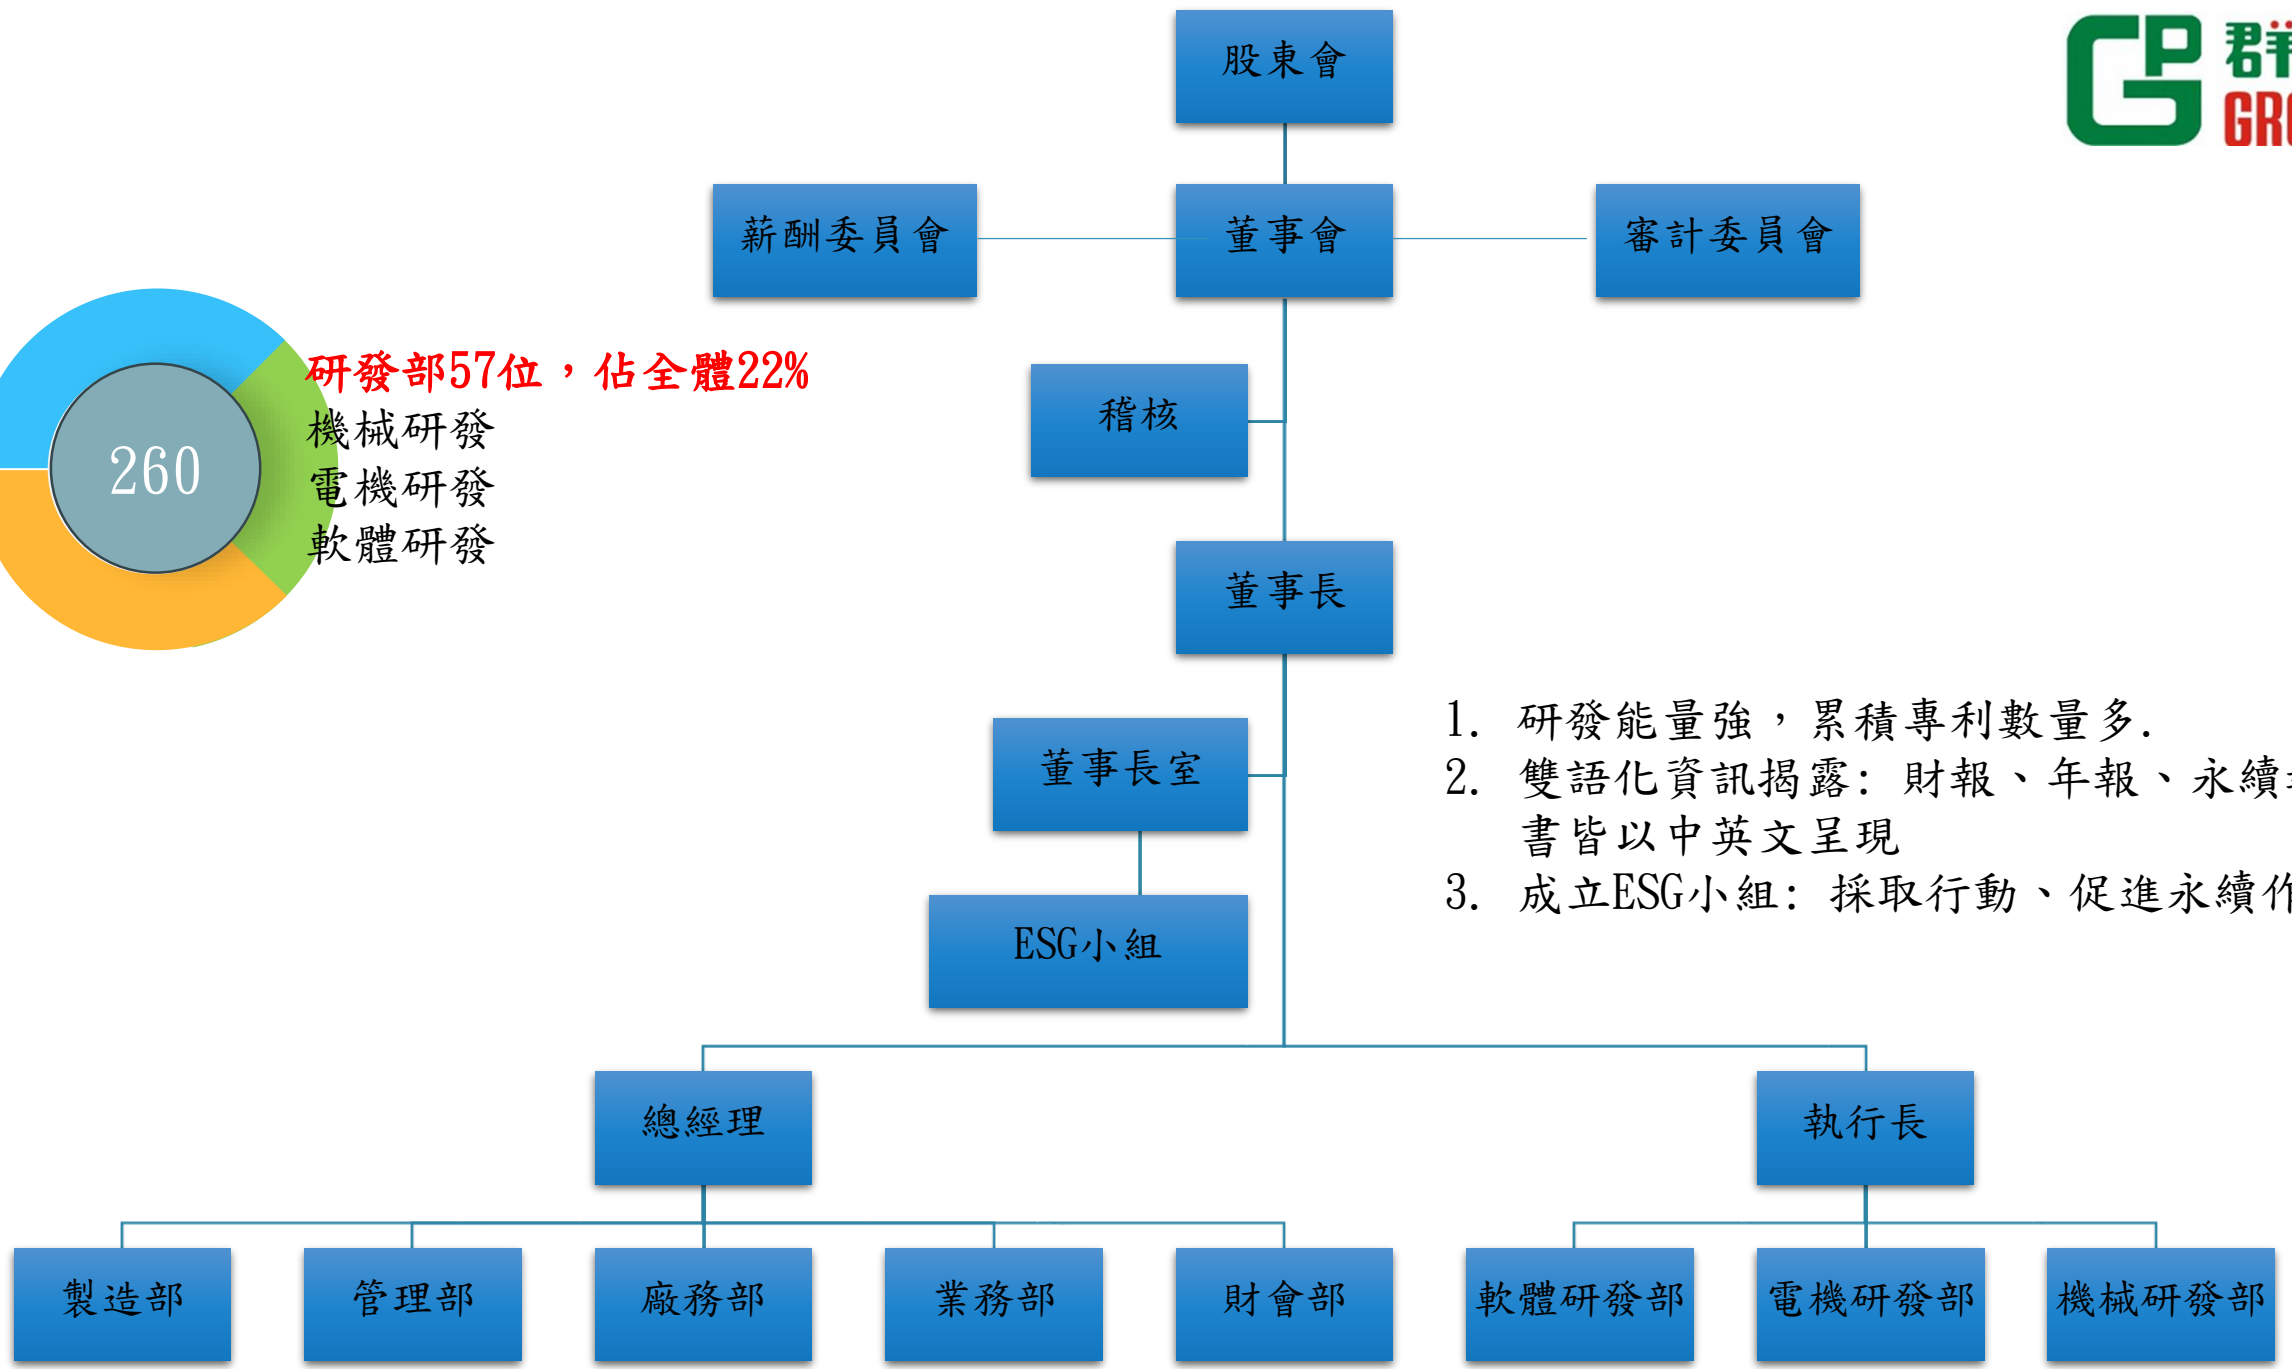 股東會
群
薪酬委員會
董事會
審計委員會
研發部57位，佔全體22%
機械研發
電機研發
軟體研發
260
稽核
董事長
董事長室
ESG小組
1. 研發能量強，累積專利數量多.
2. 雙語化資訊揭露: 財報、年報、永續
書皆以中英文呈現
3. 成立ESG小組: 採取行動、促進永續
總經理
執行長
製造部
管理部
廠務部
業務部
財會部
軟體研發部
電機研發部
機械研發部